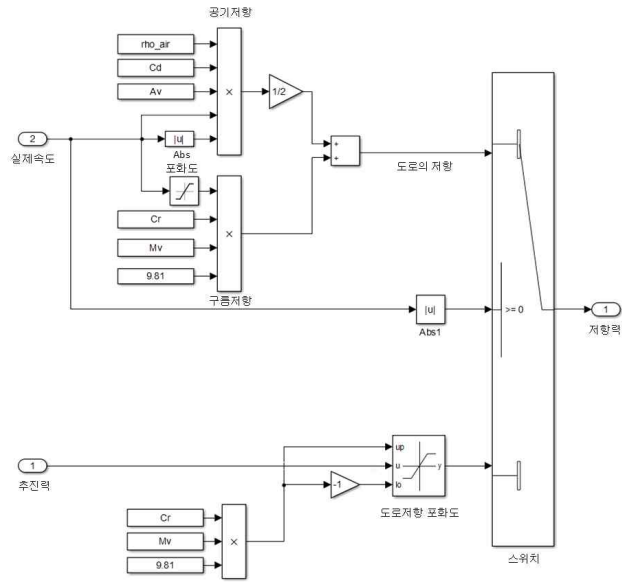 공기저항
rho_air
Cd
Av
×
1/2
2
실제속도
|u|
Abs
포화도
+
+
도로의 저항
Cr
Mv
9.81
×
구름저항
|u|
Abs1
>= 0
1
저항력
1
추진력
up
u
lo
y
-1
도로저항 포화도
Cr
Mv
9.81
×
스위치